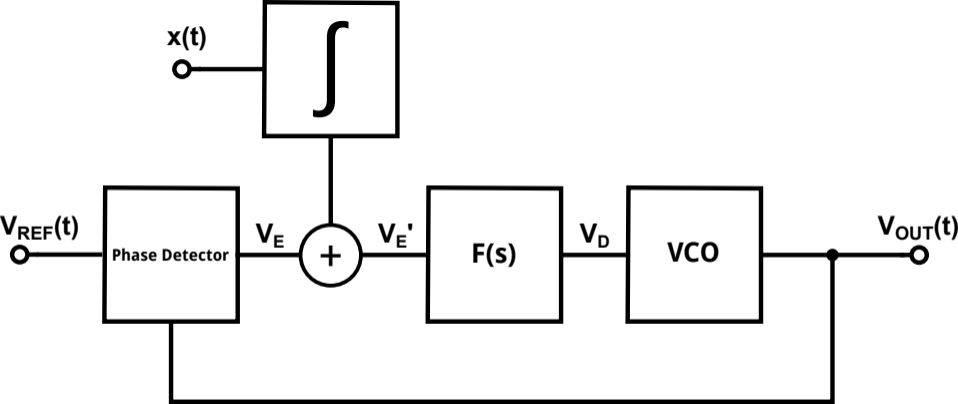 x(t)
∫
V_REF(t)
Phase Detector
V_E
+
V_E'
F(s)
V_D
VCO
V_OUT(t)